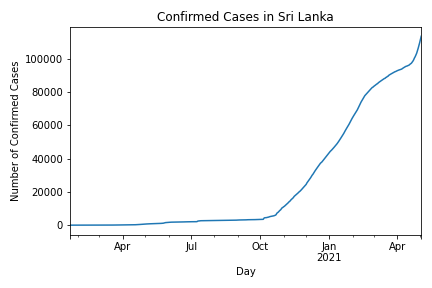 Confirmed Cases in Sri Lanka
Number of Confirmed Cases
100000
80000
60000
40000
20000
0
Apr
Jul
Oct
Jan
2021
Apr
Day